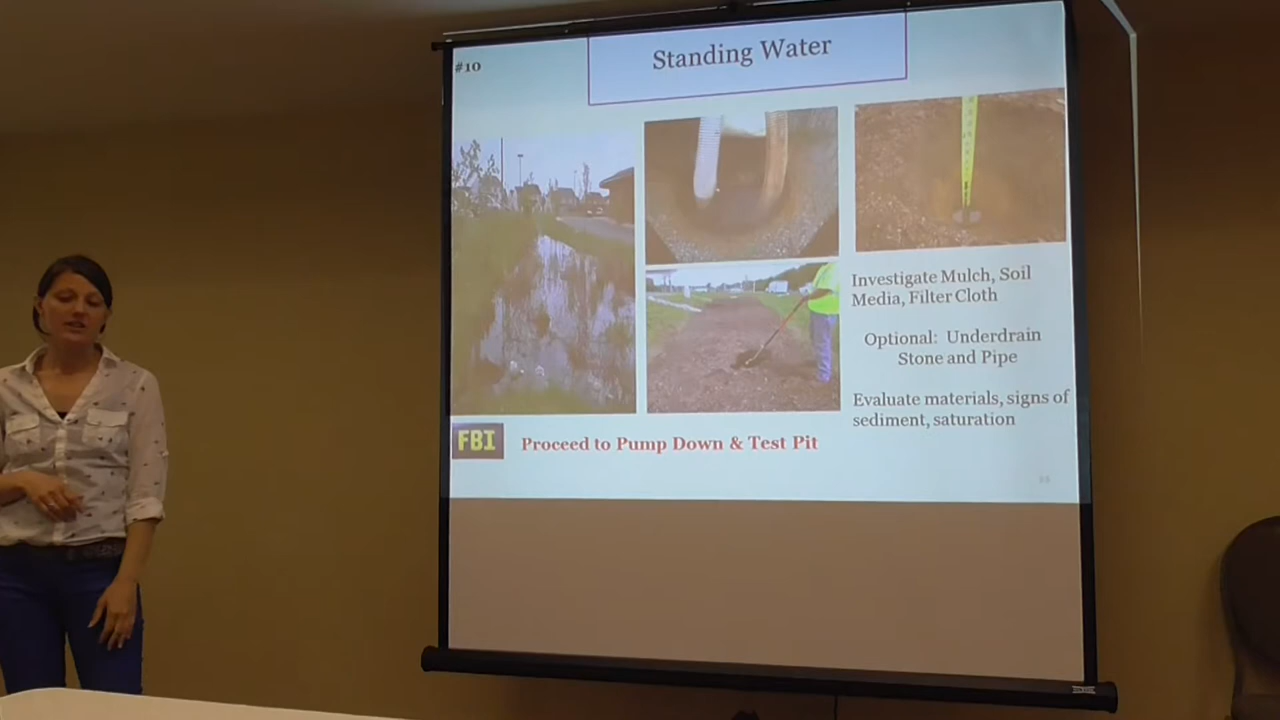 #10
Standing Water
Investigate Mulch, Soil
Media, Filter Cloth
Optional: Underdrain
Stone and Pipe
Evaluate materials, signs of
sediment, saturation
FBI
Proceed to Pump Down & Test Pit